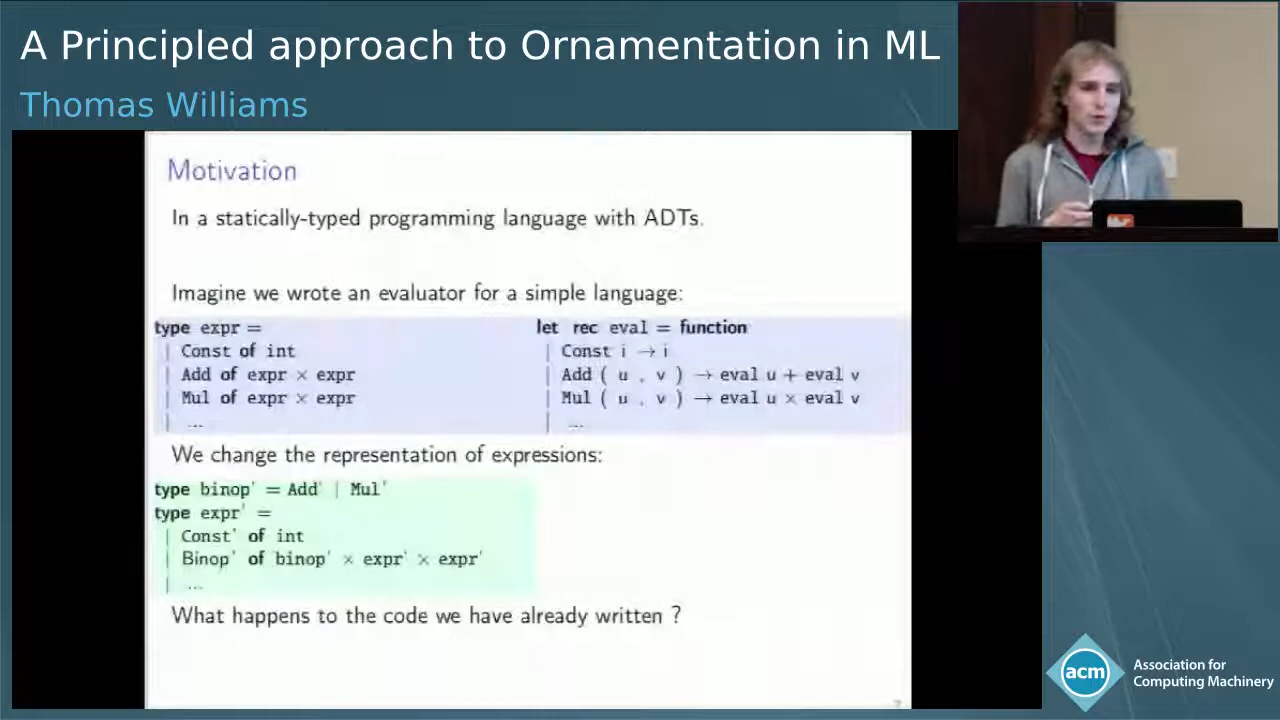 A Principled approach to Ornamentation in ML
Thomas Williams
Motivation
In a statically-typed programming language with ADTs.
Imagine we wrote an evaluator for a simple language:
type expr =
| Const of int
| Add of expr × expr
| Mul of expr × expr
| ...
let rec eval = function
| Const i → i
| Add ( u , v ) → eval u + eval v
| Mul ( u , v ) → eval u × eval v
| ...
We change the representation of expressions:
type binop' = Add' | Mul'
type expr' =
| Const' of int
| Binop' of binop' × expr' × expr'
| ...
What happens to the code we have already written ?
acm
Association for
Computing Machinery